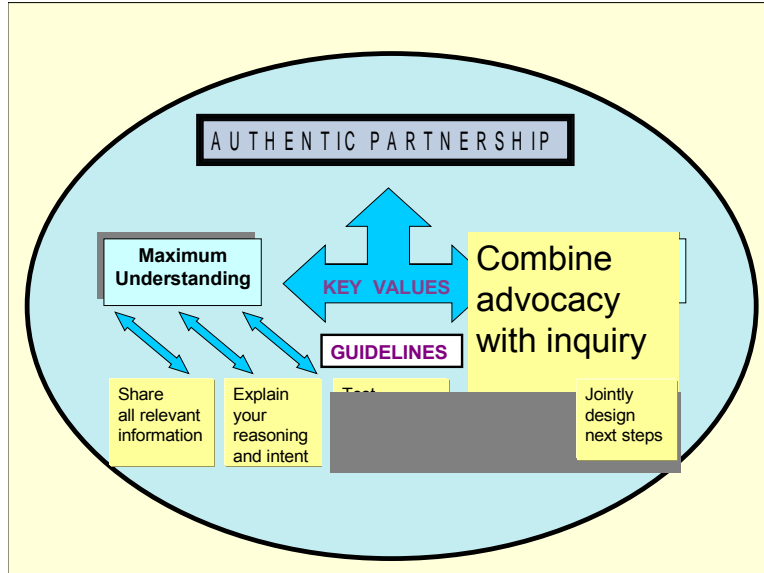 AUTHENTIC PARTNERSHIP
Maximum
Understanding
KEY VALUES
Combine
advocacy
with inquiry
GUIDELINES
Share
all relevant
information
Explain
your
reasoning
and intent
Jointly
design
next steps